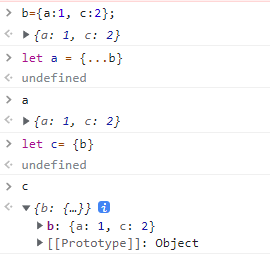 > b={a:1, c:2};
<· ▶ {a: 1, c: 2}
> let a = {...b}
<· undefined
> a
<· ▶ {a: 1, c: 2}
> let c= {b}
<· undefined
> c
<· ▼ {b: {…}} i
▶ b: {a: 1, c: 2}
▶ [[Prototype]]: Object